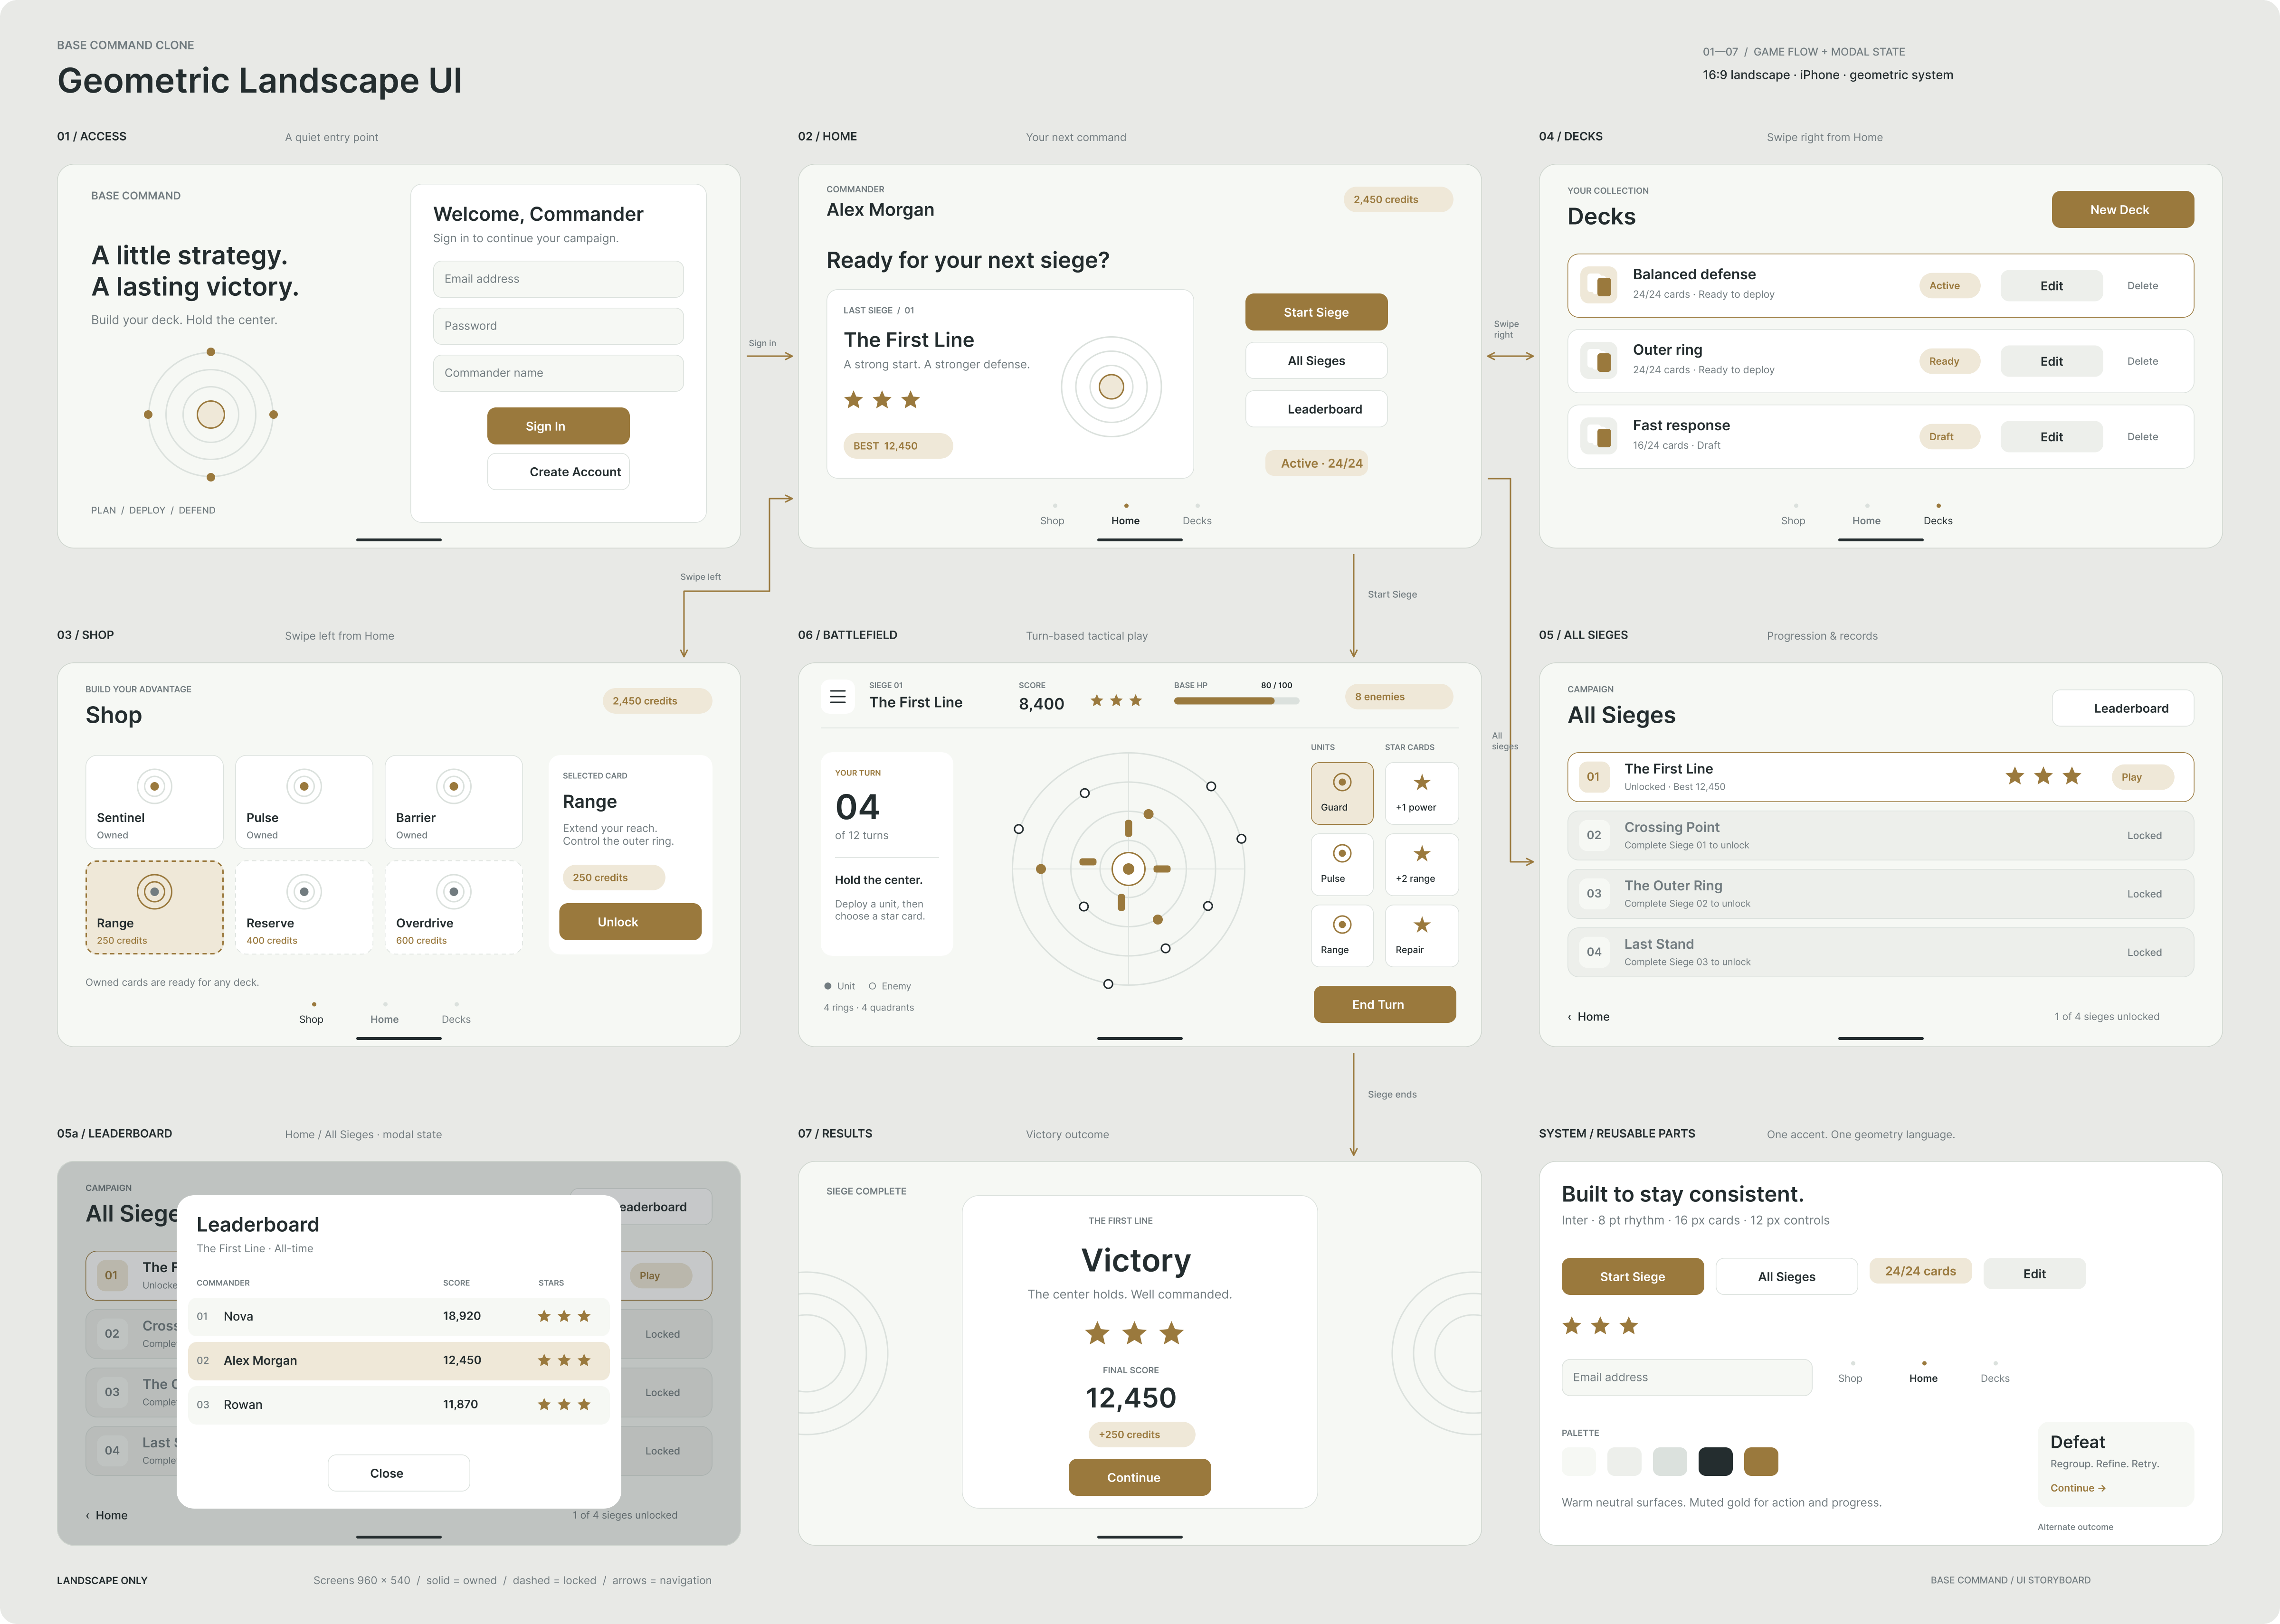 BASE COMMAND CLONE
Geometric Landscape UI
01—07 / GAME FLOW + MODAL STATE
16:9 landscape · iPhone · geometric system
01 / ACCESS
A quiet entry point
BASE COMMAND
A little strategy.
A lasting victory.
Build your deck. Hold the center.
PLAN / DEPLOY / DEFEND
Welcome, Commander
Sign in to continue your campaign.
Email address
Password
Commander name
Sign In
Create Account
Sign in
02 / HOME
Your next command
COMMANDER
Alex Morgan
2,450 credits
Ready for your next siege?
LAST SIEGE / 01
The First Line
A strong start. A stronger defense.
BEST 12,450
Start Siege
All Sieges
Leaderboard
Active · 24/24
Shop
Home
Decks
Swipe
right
04 / DECKS
Swipe right from Home
YOUR COLLECTION
Decks
New Deck
Balanced defense
24/24 cards · Ready to deploy
Active
Edit
Delete
Outer ring
24/24 cards · Ready to deploy
Ready
Edit
Delete
Fast response
16/24 cards · Draft
Draft
Edit
Delete
Shop
Home
Decks
Swipe left
Start Siege
03 / SHOP
Swipe left from Home
BUILD YOUR ADVANTAGE
Shop
2,450 credits
Sentinel
Owned
Pulse
Owned
Barrier
Owned
Range
250 credits
Reserve
400 credits
Overdrive
600 credits
SELECTED CARD
Range
Extend your reach.
Control the outer ring.
250 credits
Unlock
Owned cards are ready for any deck.
Shop
Home
Decks
06 / BATTLEFIELD
Turn-based tactical play
SIEGE 01
The First Line
SCORE
8,400
BASE HP
80 / 100
8 enemies
YOUR TURN
04
of 12 turns
Hold the center.
Deploy a unit, then
choose a star card.
Unit
Enemy
4 rings · 4 quadrants
UNITS
STAR CARDS
Guard
+1 power
Pulse
+2 range
Range
Repair
End Turn
All
sieges
05 / ALL SIEGES
Progression & records
CAMPAIGN
All Sieges
Leaderboard
01
The First Line
Unlocked · Best 12,450
Play
02
Crossing Point
Complete Siege 01 to unlock
Locked
03
The Outer Ring
Complete Siege 02 to unlock
Locked
04
Last Stand
Complete Siege 03 to unlock
Locked
‹ Home
1 of 4 sieges unlocked
Siege ends
05a / LEADERBOARD
Home / All Sieges · modal state
CAMPAIGN
All Siege
eaderboard
01
The F
Unlocke
Play
02
Cross
Comple
Locked
03
The O
Comple
Locked
04
Last S
Comple
Locked
‹ Home
1 of 4 sieges unlocked
Leaderboard
The First Line · All-time
COMMANDER
SCORE
STARS
01
Nova
18,920
02
Alex Morgan
12,450
03
Rowan
11,870
Close
07 / RESULTS
Victory outcome
SIEGE COMPLETE
THE FIRST LINE
Victory
The center holds. Well commanded.
FINAL SCORE
12,450
+250 credits
Continue
SYSTEM / REUSABLE PARTS
One accent. One geometry language.
Built to stay consistent.
Inter · 8 pt rhythm · 16 px cards · 12 px controls
Start Siege
All Sieges
24/24 cards
Edit
Email address
Shop
Home
Decks
PALETTE
Warm neutral surfaces. Muted gold for action and progress.
Defeat
Regroup. Refine. Retry.
Continue →
Alternate outcome
LANDSCAPE ONLY
Screens 960 × 540 / solid = owned / dashed = locked / arrows = navigation
BASE COMMAND / UI STORYBOARD